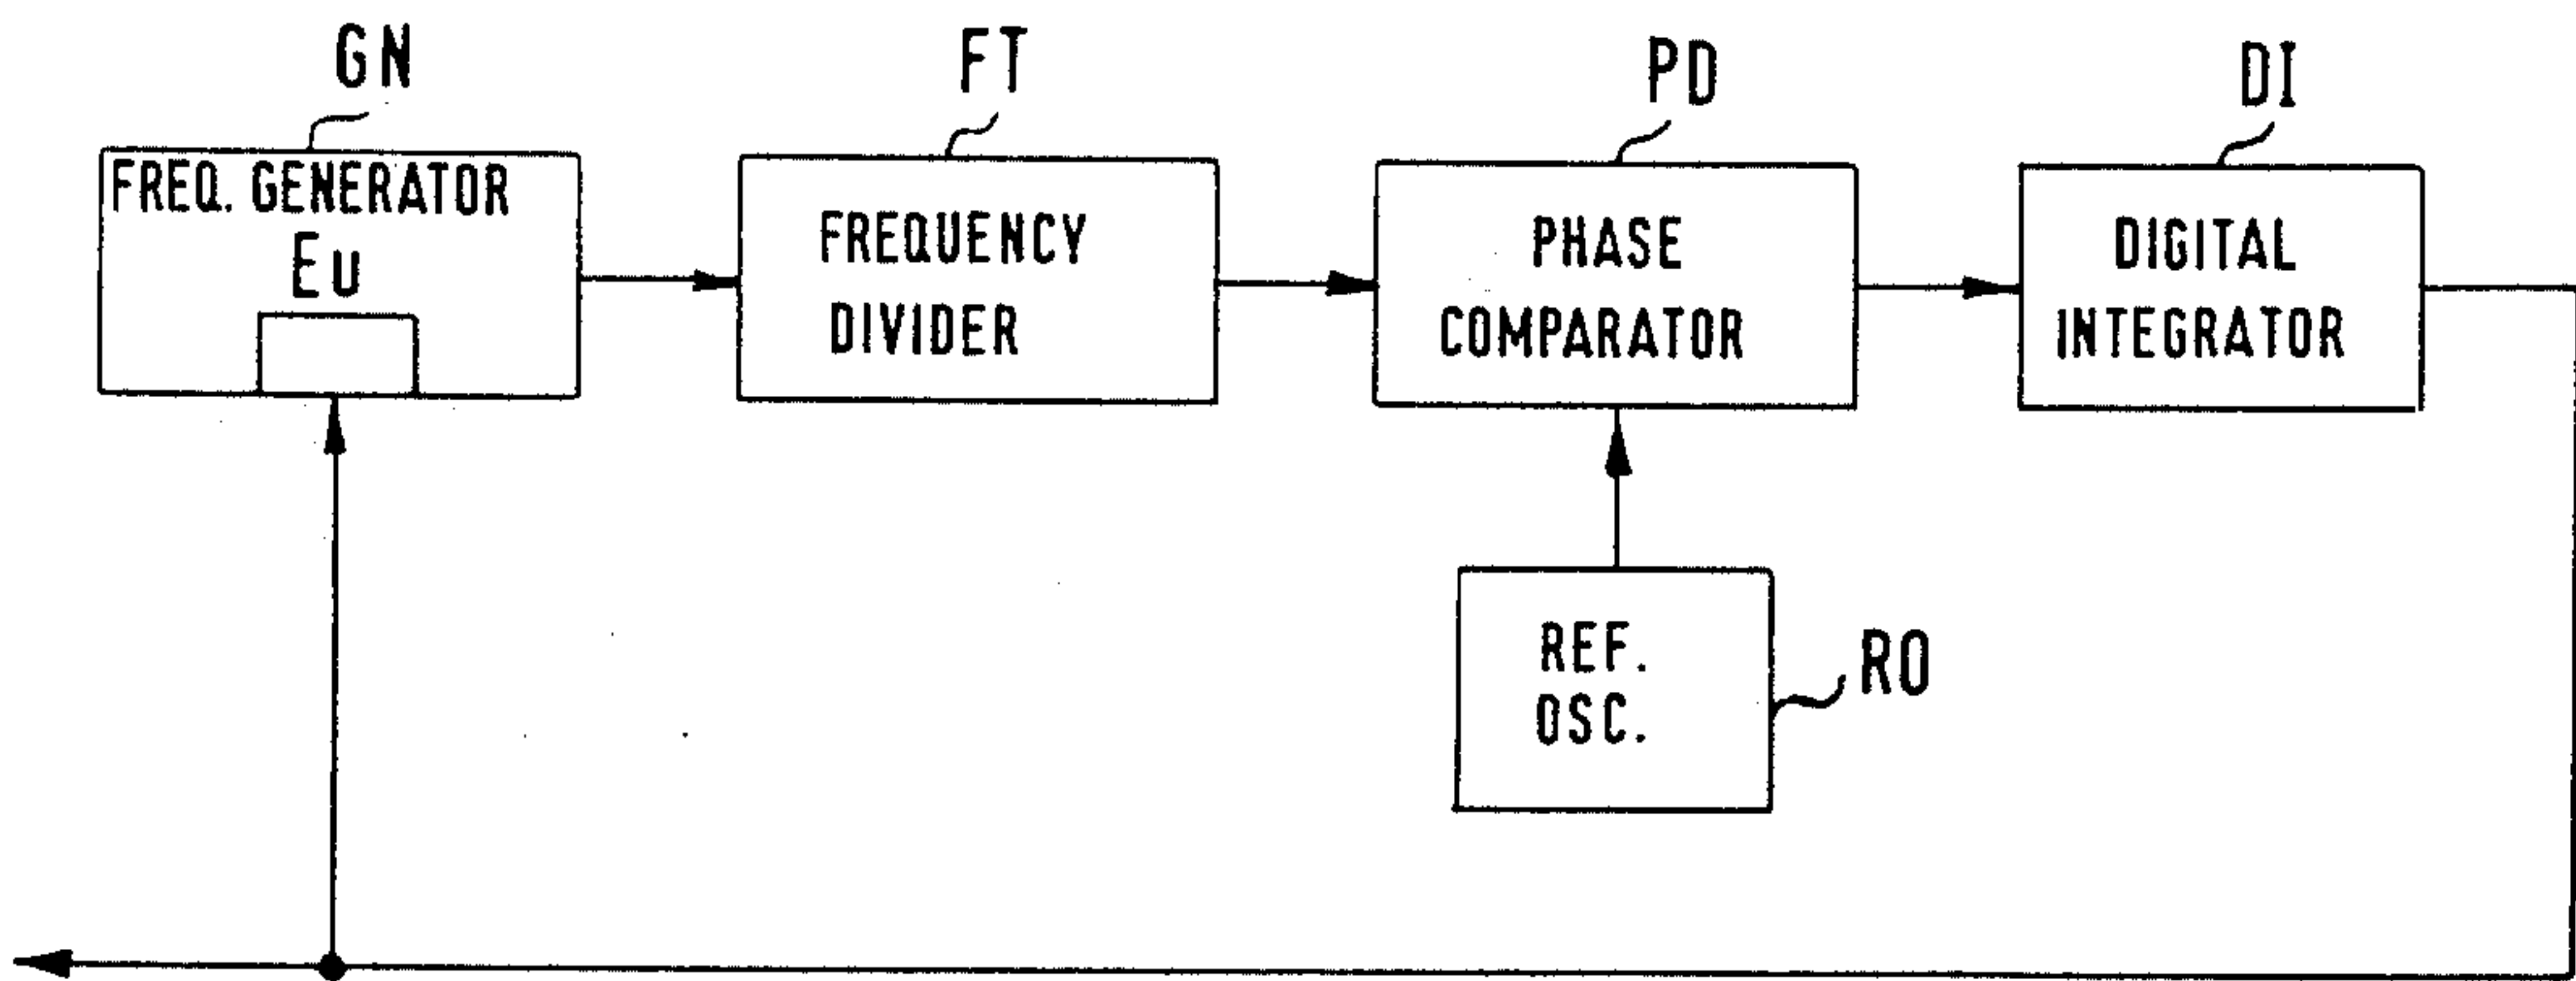 GN
FT
PD
DI
FREQ. GENERATOR
Eu
FREQUENCY
DIVIDER
PHASE
COMPARATOR
DIGITAL
INTEGRATOR
REF.
OSC.
RO